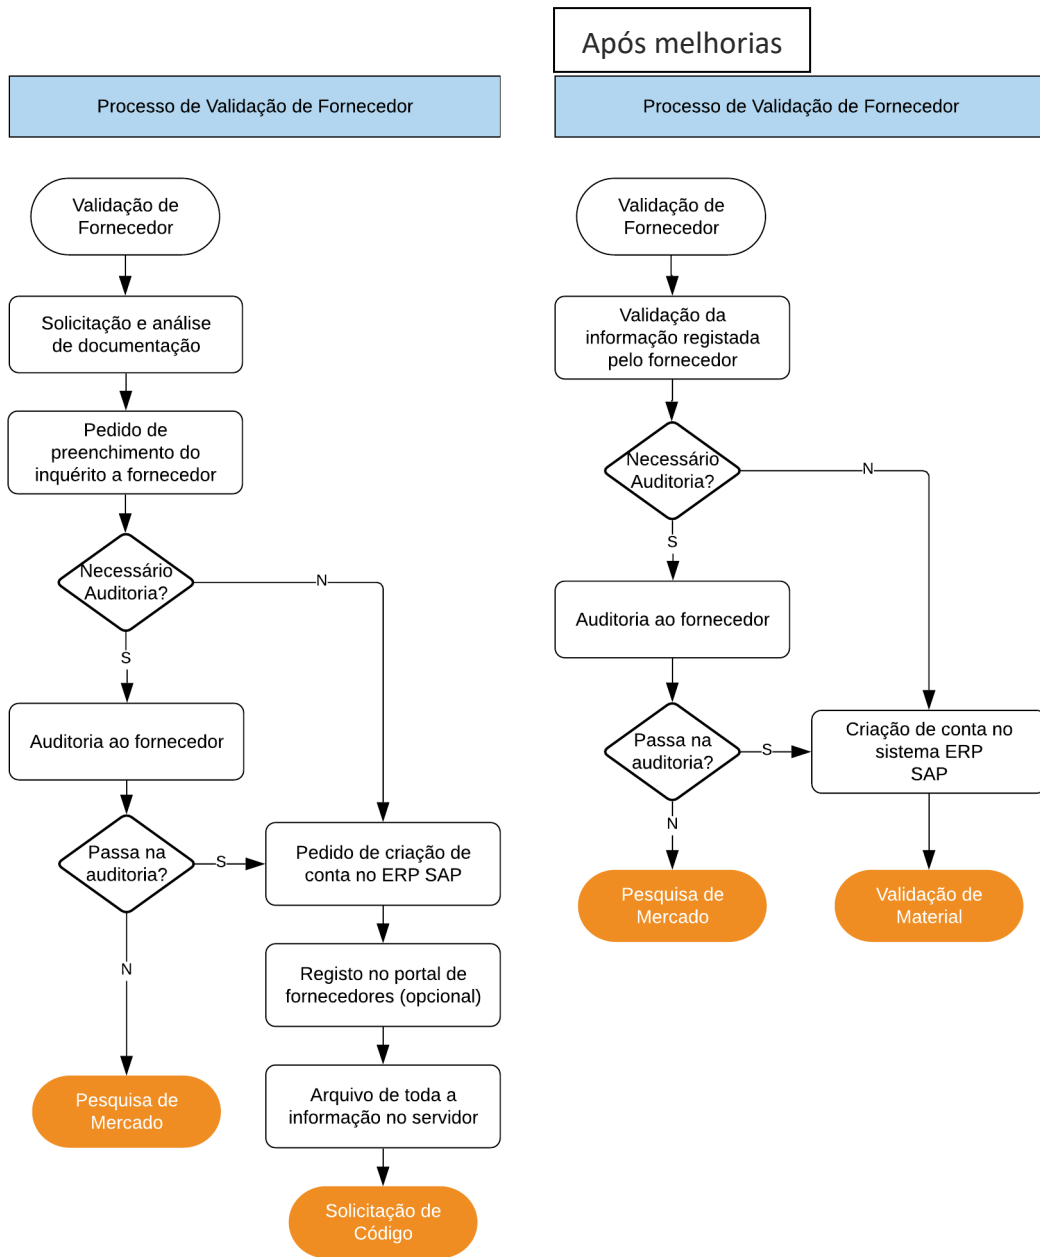 Após melhorias
Processo de Validação de Fornecedor
Validação de
Fornecedor
Solicitação e análise
de documentação
Pedido de
preenchimento do
inquérito a fornecedor
Necessário
Auditoria?
N
S
Auditoria ao fornecedor
Passa na
auditoria?
S
N
Pedido de criação de
conta no ERP SAP
Registo no portal de
fornecedores (opcional)
Arquivo de toda a
informação no servidor
Pesquisa de
Mercado
Solicitação de
Código
Processo de Validação de Fornecedor
Validação de
Fornecedor
Validação da
informação registada
pelo fornecedor
Necessário
Auditoria?
N
S
Auditoria ao fornecedor
Passa na
auditoria?
S
N
Criação de conta no
sistema ERP
SAP
Pesquisa de
Mercado
Validação de
Material